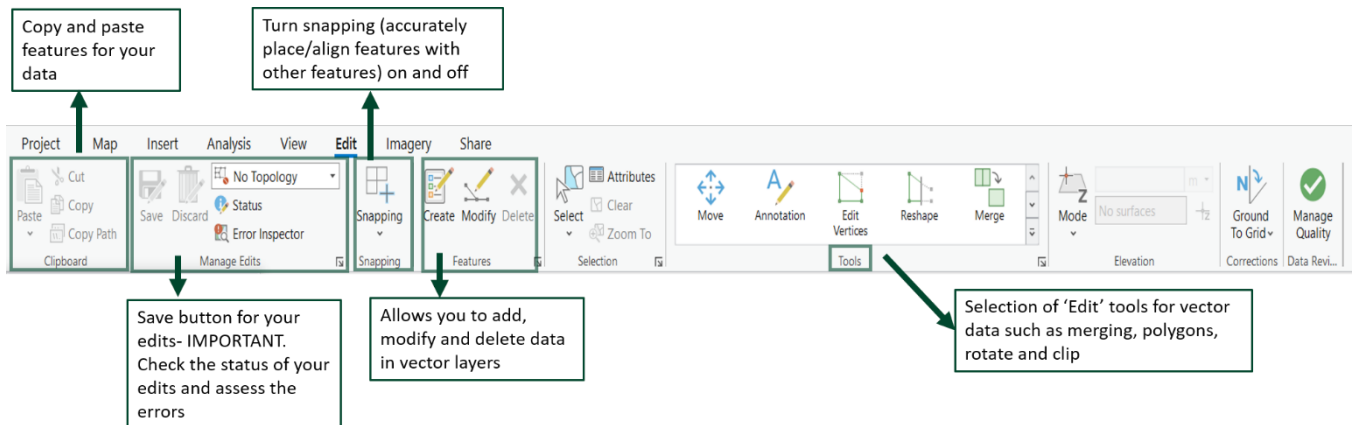 Copy and paste
features for your
data
Turn snapping (accurately
place/align features with
other features) on and off
Project Map Insert Analysis View Edit Imagery Share
Paste
Cut
Copy
Copy Path
Clipboard
Save Discard
No Topology
Status
Error Inspector
Manage Edits
Snapping
Snapping
Create Modify Delete
Features
Select
Attributes
Clear
Zoom To
Selection
Move
Annotation
Edit
Vertices
Reshape
Merge
Tools
Z
Mode
m
No surfaces
z
Elevation
N
Ground
To Grid
Corrections
Manage
Quality
Data Revi...
Save button for your
edits- IMPORTANT.
Check the status of your
edits and assess the
errors
Allows you to add,
modify and delete data
in vector layers
Selection of ‘Edit’ tools for vector
data such as merging, polygons,
rotate and clip